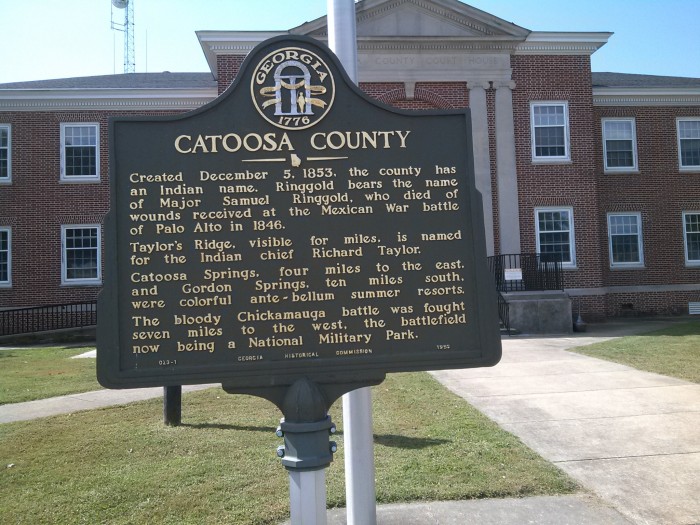 COUNTY COURT
GEORGIA
1776
CATOOSA COUNTY
Created December 5, 1853, the county has
an Indian name. Ringgold bears the name
of Major Samuel Ringgold, who died of
wounds received at the Mexican War battle
of Palo Alto in 1846.
Taylor's Ridge, visible for miles, is named
for the Indian chief Richard Taylor.
Catoosa Springs, four miles to the east,
and Gordon Springs, ten miles south,
were colorful ante-bellum summer resorts.
The bloody Chickamauga battle was fought
seven miles to the west, the battlefield
now being a National Military Park.
023-1 GEORGIA HISTORICAL COMMISSION